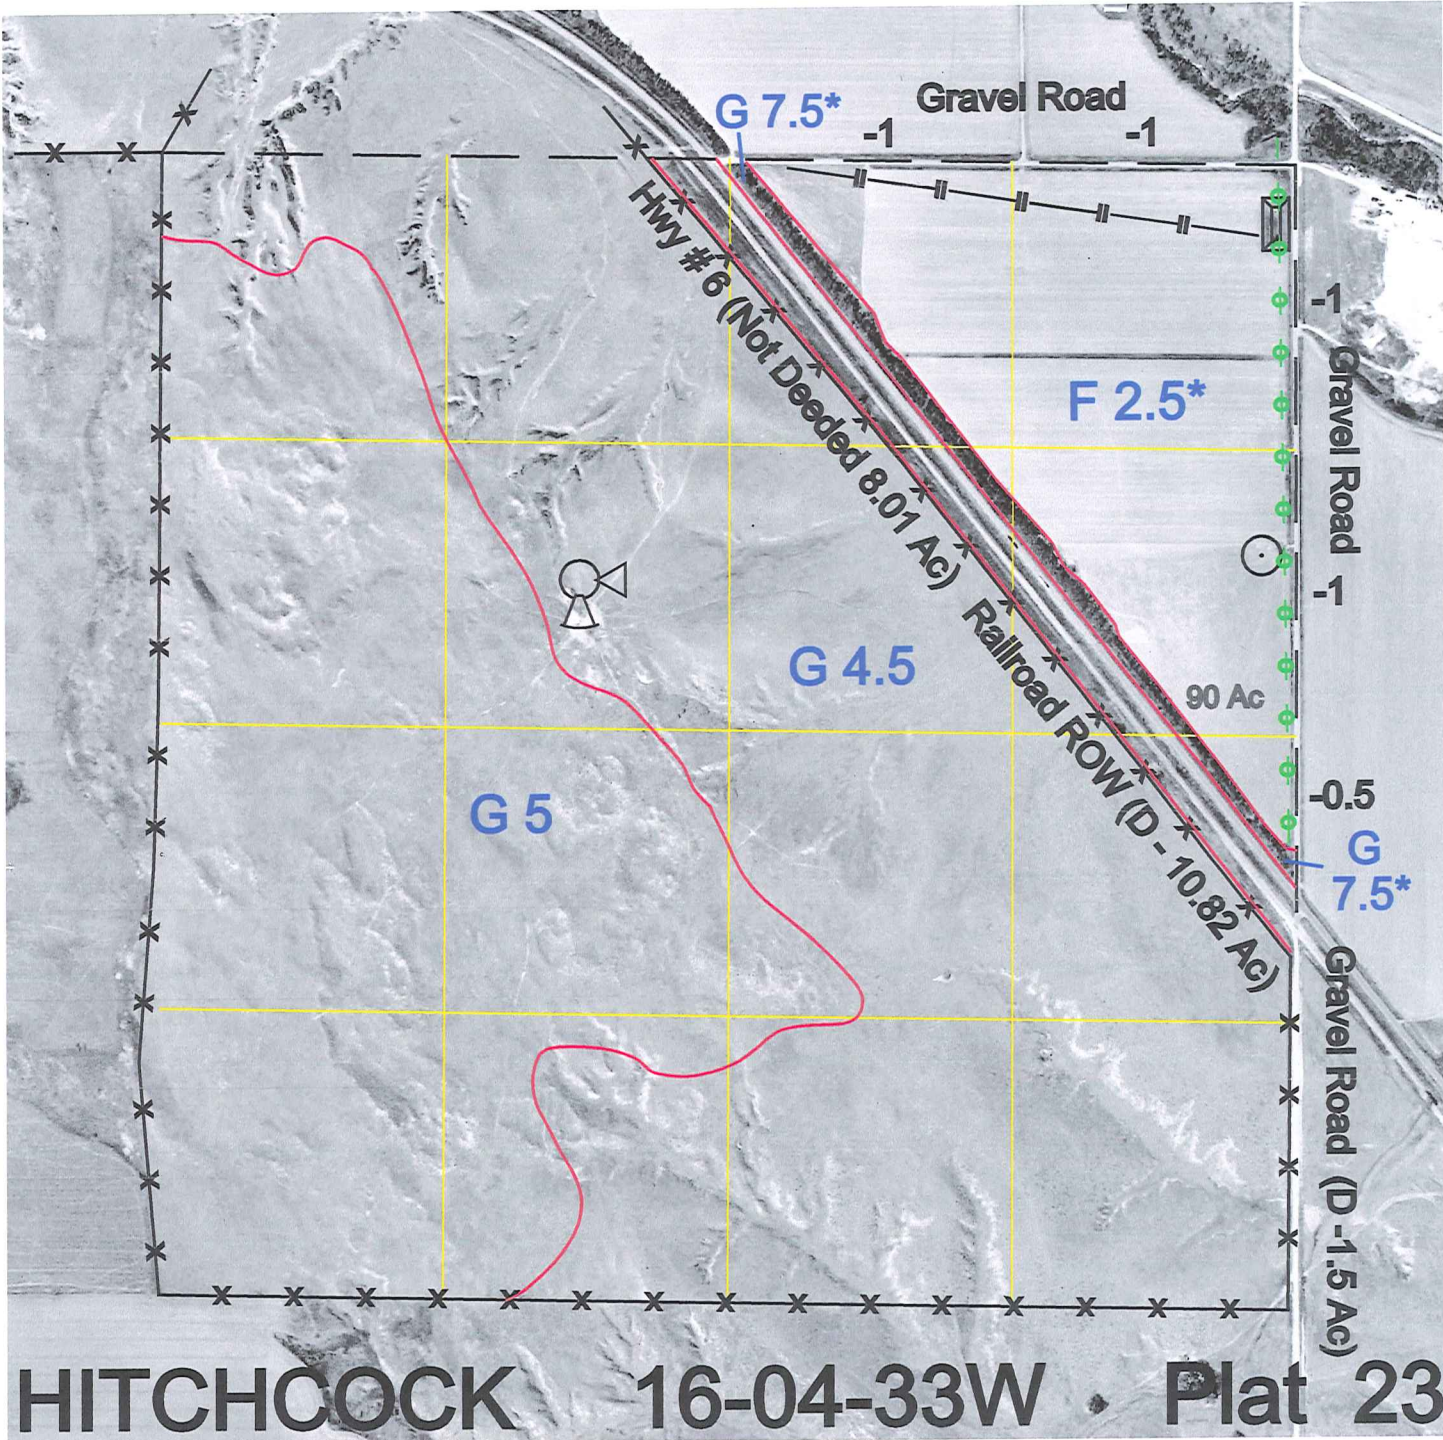 Gravel Road
G 7.5*
-1
-1
Hwy # 6 (Not Deeded 8.01 Ac)
-1
Gravel Road
F 2.5*
-1
Railroad ROW (D - 10.82 Ac)
G 4.5
90 Ac
G 5
-0.5
G
7.5*
Gravel Road (D -1.5 Ac)
HITCHCOCK 16-04-33W Plat 23